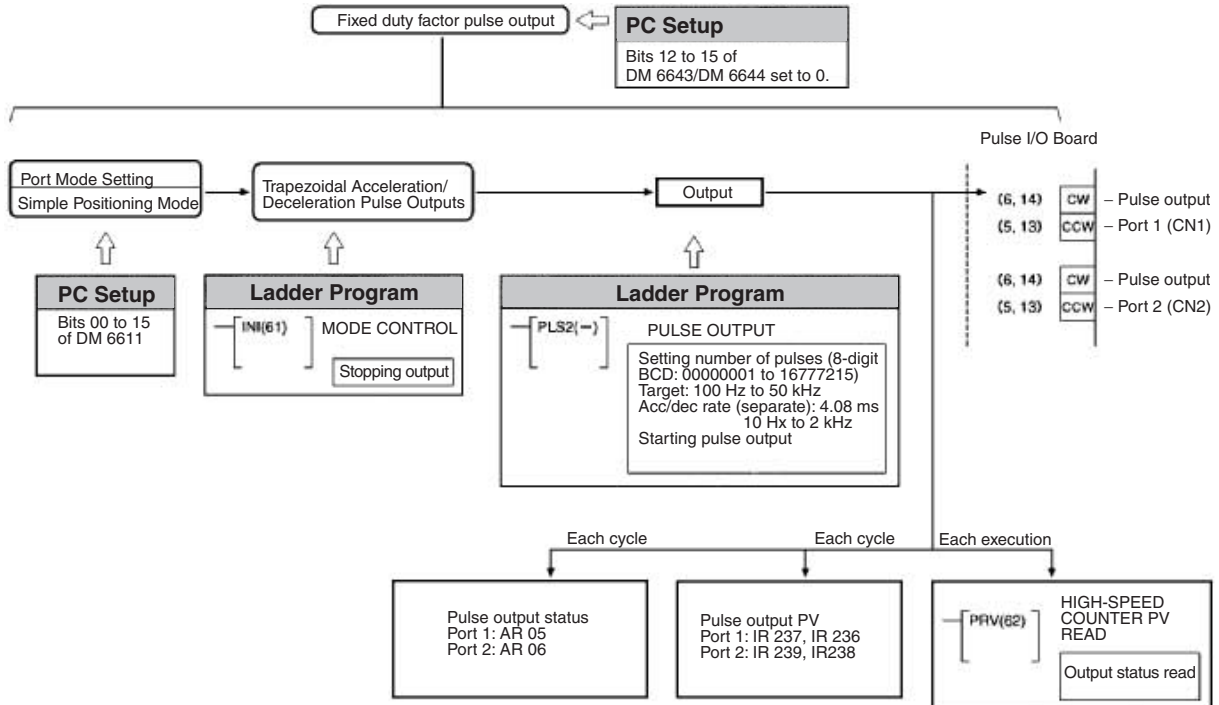 Fixed duty factor pulse output
PC Setup
Bits 12 to 15 of
DM 6643/DM 6644 set to 0.
Pulse I/O Board
Port Mode Setting
Simple Positioning Mode
Trapezoidal Acceleration/
Deceleration Pulse Outputs
Output
(6, 14) CW – Pulse output
(5, 13) CCW – Port 1 (CN1)
(6, 14) CW – Pulse output
(5, 13) CCW – Port 2 (CN2)
PC Setup
Bits 00 to 15
of DM 6611
Ladder Program
INI(61) MODE CONTROL
Stopping output
Ladder Program
PLS2(–) PULSE OUTPUT
Setting number of pulses (8-digit
BCD: 00000001 to 16777215)
Target: 100 Hz to 50 kHz
Acc/dec rate (separate): 4.08 ms
10 Hx to 2 kHz
Starting pulse output
Each cycle
Each cycle
Each execution
Pulse output status
Port 1: AR 05
Port 2: AR 06
Pulse output PV
Port 1: IR 237, IR 236
Port 2: IR 239, IR238
PRV(62)
HIGH-SPEED
COUNTER PV
READ
Output status read